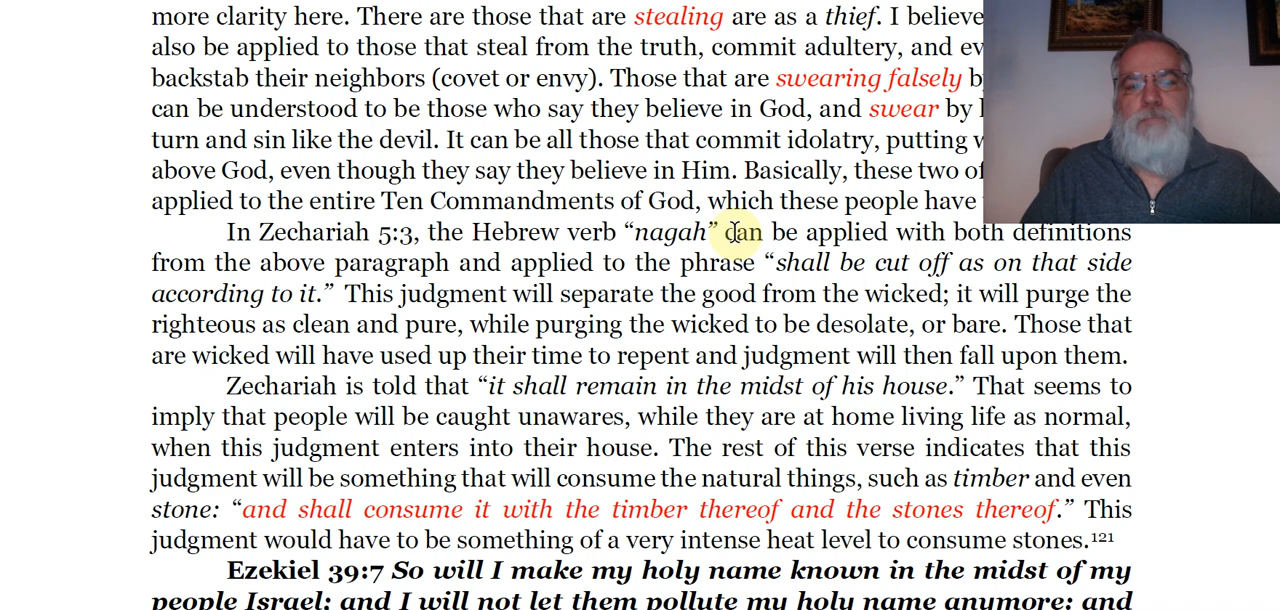 more clarity here. There are those that are stealing are as a thief. I believe
also be applied to those that steal from the truth, commit adultery, and ev
backstab their neighbors (covet or envy). Those that are swearing falsely b
can be understood to be those who say they believe in God, and swear by
turn and sin like the devil. It can be all those that commit idolatry, putting
above God, even though they say they believe in Him. Basically, these two of
applied to the entire Ten Commandments of God, which these people have
In Zechariah 5:3, the Hebrew verb “nagah” can be applied with both definitions
from the above paragraph and applied to the phrase “shall be cut off as on that side
according to it.” This judgment will separate the good from the wicked; it will purge the
righteous as clean and pure, while purging the wicked to be desolate, or bare. Those that
are wicked will have used up their time to repent and judgment will then fall upon them.
Zechariah is told that “it shall remain in the midst of his house.” That seems to
imply that people will be caught unawares, while they are at home living life as normal,
when this judgment enters into their house. The rest of this verse indicates that this
judgment will be something that will consume the natural things, such as timber and even
stone: “and shall consume it with the timber thereof and the stones thereof.” This
judgment would have to be something of a very intense heat level to consume stones.121
Ezekiel 39:7 So will I make my holy name known in the midst of my
people Israel; and I will not let them pollute my holy name anymore: and